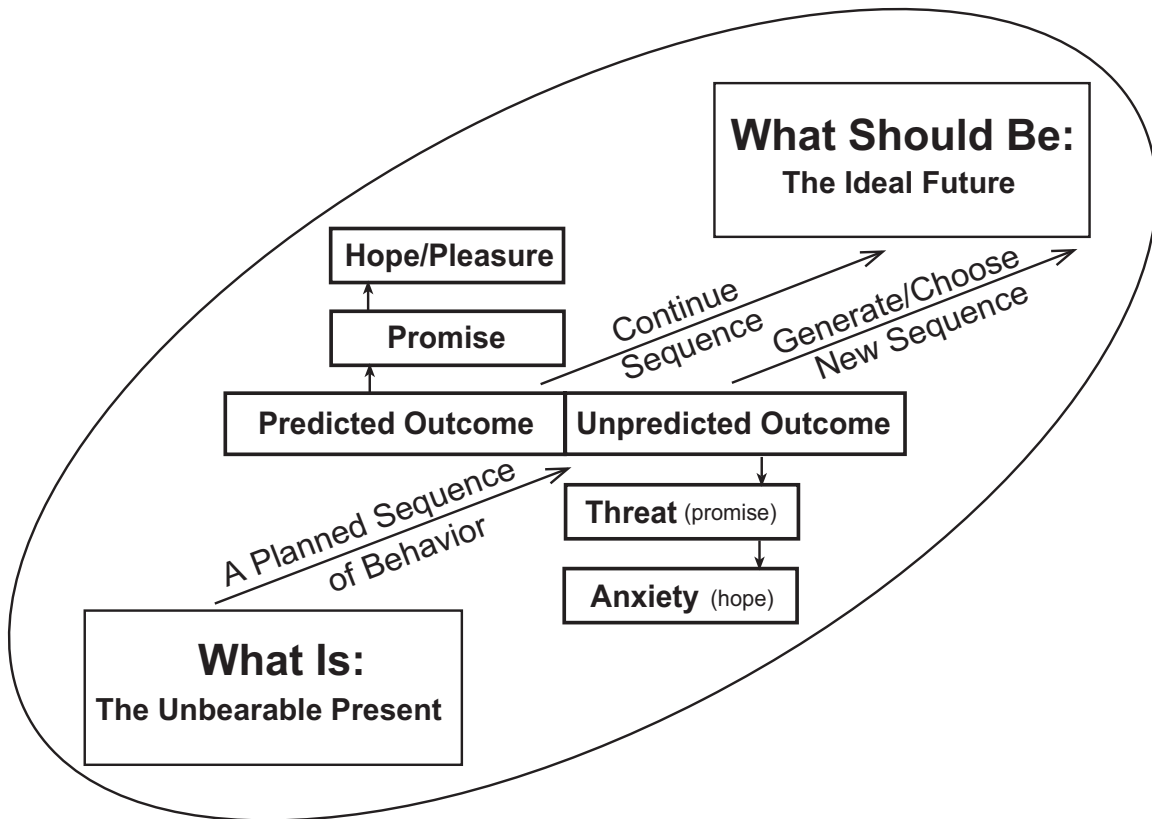 What Should Be:
The Ideal Future
Hope/Pleasure
Promise
Continue
Sequence
Generate/Choose
New Sequence
Predicted Outcome
Unpredicted Outcome
A Planned Sequence
of Behavior
Threat (promise)
Anxiety (hope)
What Is:
The Unbearable Present